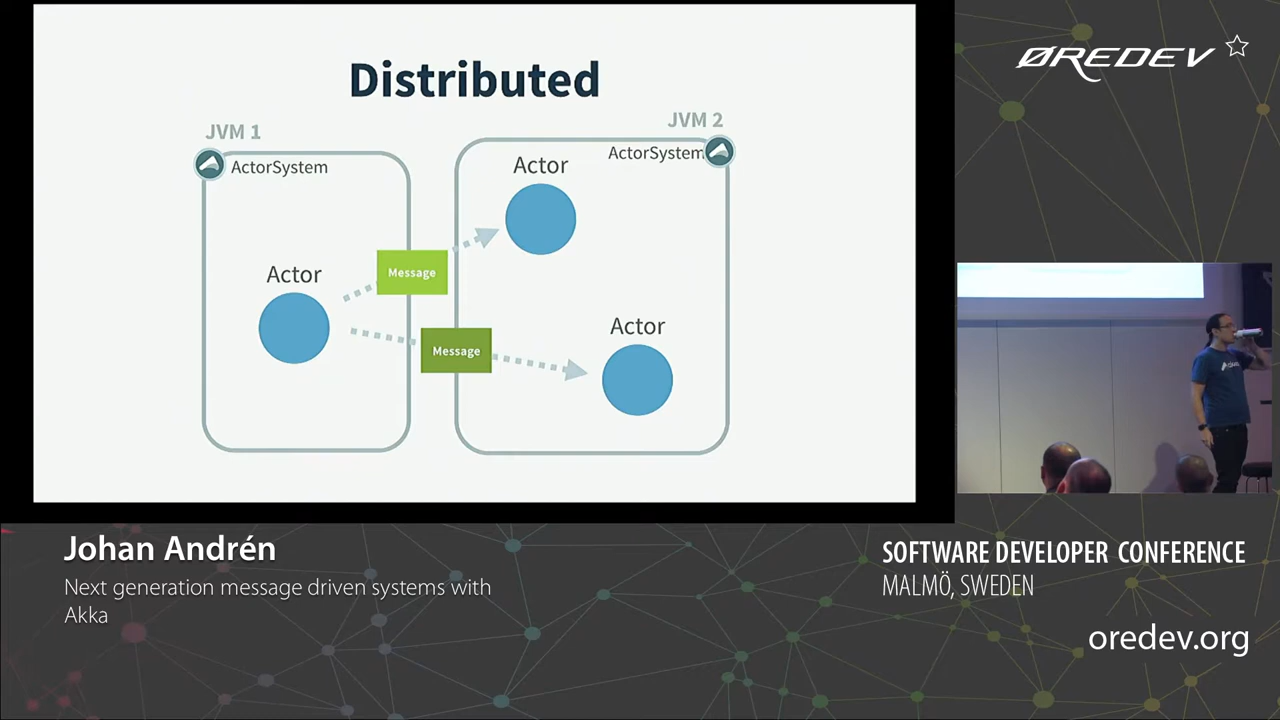 Distributed
JVM 1
JVM 2
ActorSystem
ActorSystem
Actor
Actor
Actor
Message
Message
ØREDEV
Johan Andrén
Next generation message driven systems with
Akka
SOFTWARE DEVELOPER CONFERENCE
MALMÖ, SWEDEN
oredev.org